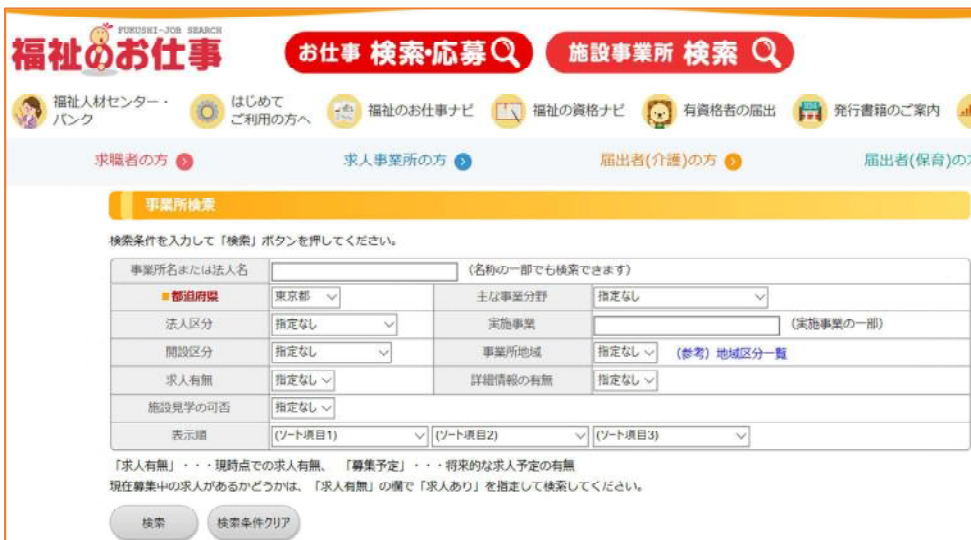 FUKUSHI-JOB SEARCH
福祉のお仕事
お仕事 検索・応募
施設事業所 検索
福祉人材センター・
バンク
はじめて
ご利用の方へ
福祉のお仕事ナビ
福祉の資格ナビ
有資格者の届出
発行書籍のご案内
求職者の方
求人事業所の方
届出者(介護)の方
届出者(保育)の方
事業所検索
検索条件を入力して「検索」ボタンを押してください。
事業所名または法人名 (名称の一部でも検索できます)
■都道府県 東京都 主な事業分野 指定なし
法人区分 指定なし 実施事業 (実施事業の一部)
開設区分 指定なし 事業所地域 指定なし (参考) 地域区分一覧
求人有無 指定なし 詳細情報の有無 指定なし
施設見学の可否 指定なし
表示順 (ソート項目1) (ソート項目2) (ソート項目3)
「求人有無」・・・現時点での求人有無、 「募集予定」・・・将来的な求人予定の有無
現在募集中の求人があるかどうかは、「求人有無」の欄で「求人あり」を指定して検索してください。
検索 検索条件クリア